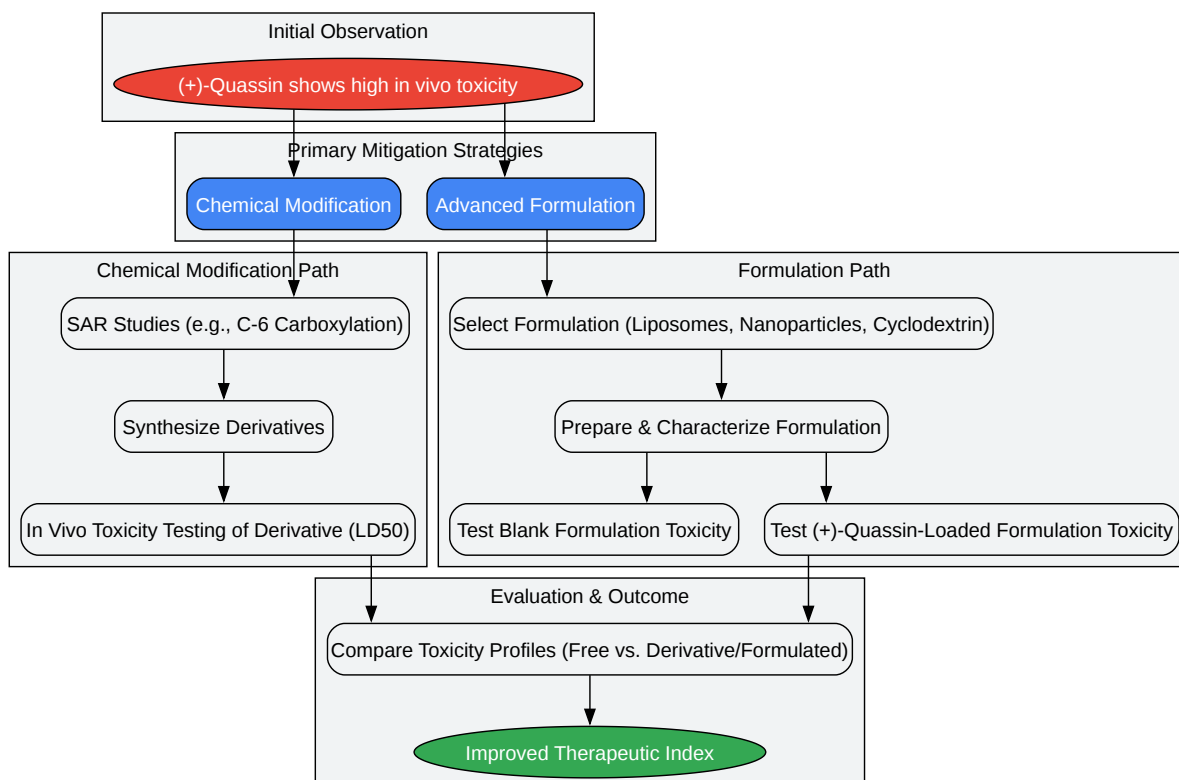 Initial Observation
(+)-Quassin shows high in vivo toxicity
Primary Mitigation Strategies
Chemical Modification
Advanced Formulation
Chemical Modification Path
SAR Studies (e.g., C-6 Carboxylation)
Synthesize Derivatives
In Vivo Toxicity Testing of Derivative (LD50)
Formulation Path
Select Formulation (Liposomes, Nanoparticles, Cyclodextrin)
Prepare & Characterize Formulation
Test Blank Formulation Toxicity
Test (+)-Quassin-Loaded Formulation Toxicity
Evaluation & Outcome
Compare Toxicity Profiles (Free vs. Derivative/Formulated)
Improved Therapeutic Index